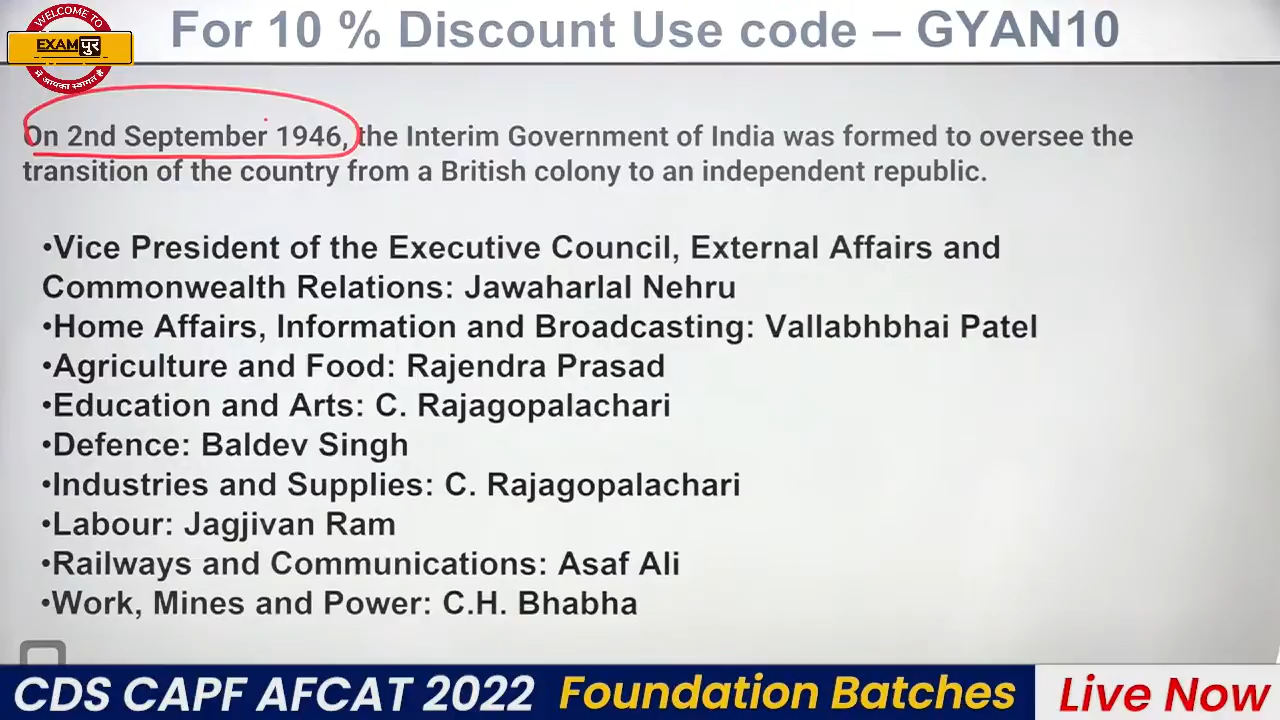 WELCOME TO
EXAMपुर
में आपका स्वागत है
For 10 % Discount Use code – GYAN10
On 2nd September 1946, the Interim Government of India was formed to oversee the
transition of the country from a British colony to an independent republic.
•Vice President of the Executive Council, External Affairs and
Commonwealth Relations: Jawaharlal Nehru
•Home Affairs, Information and Broadcasting: Vallabhbhai Patel
•Agriculture and Food: Rajendra Prasad
•Education and Arts: C. Rajagopalachari
•Defence: Baldev Singh
•Industries and Supplies: C. Rajagopalachari
•Labour: Jagjivan Ram
•Railways and Communications: Asaf Ali
•Work, Mines and Power: C.H. Bhabha
CDS CAPF AFCAT 2022 Foundation Batches Live Now